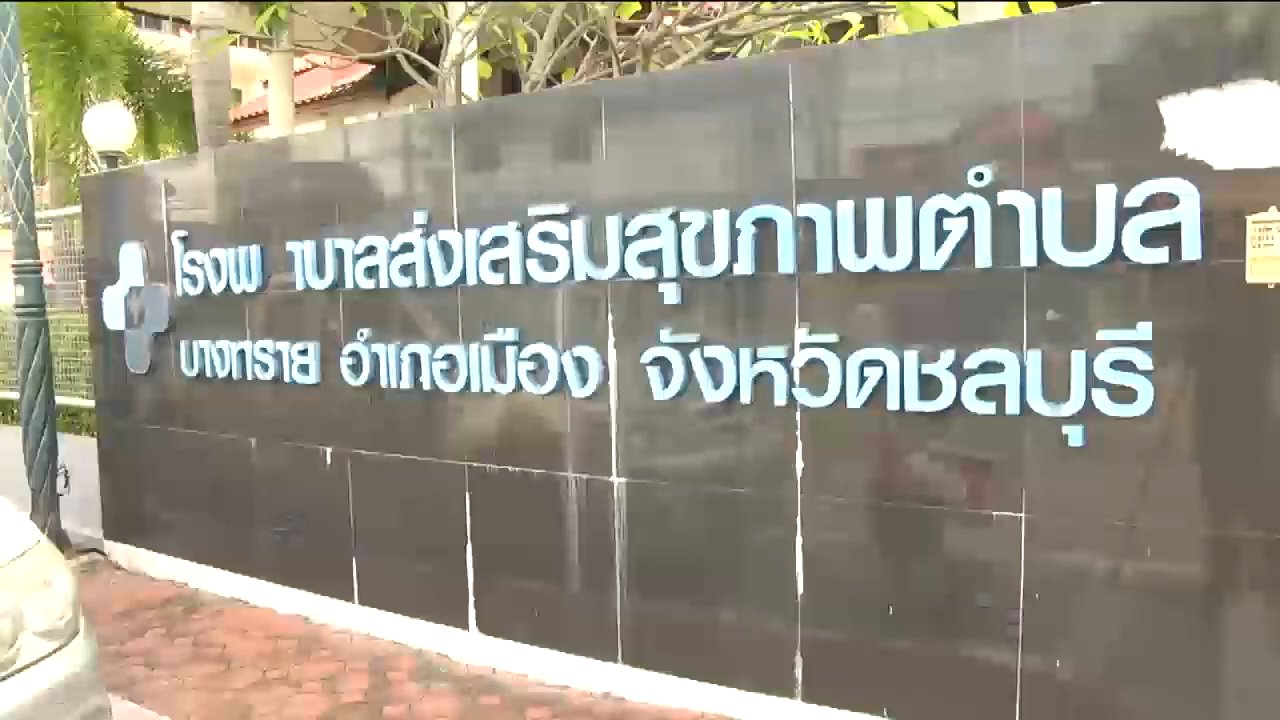 โรงพ าบาลส่งเสริมสุขภาพตำบล
บางทราย อำเภอเมือง จังหวัดชลบุรี